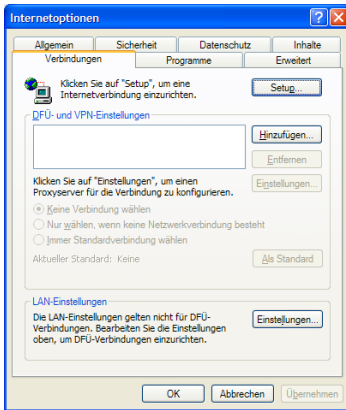 Internetoptionen
Allgemein Sicherheit Datenschutz Inhalte
Verbindungen Programme Erweitert
Klicken Sie auf "Setup", um eine
Internetverbindung einzurichten.
Setup...
DFÜ- und VPN-Einstellungen
Hinzufügen...
Entfernen
Klicken Sie auf "Einstellungen", um einen
Proxyserver für die Verbindung zu konfigurieren.
Einstellungen...
Keine Verbindung wählen
Nur wählen, wenn keine Netzwerkverbindung besteht
Immer Standardverbindung wählen
Aktueller Standard: Keine
Als Standard
LAN-Einstellungen
Die LAN-Einstellungen gelten nicht für DFÜ-
Verbindungen. Bearbeiten Sie die Einstellungen
oben, um DFÜ-Verbindungen einzurichten.
Einstellungen...
OK Abbrechen Übernehmen